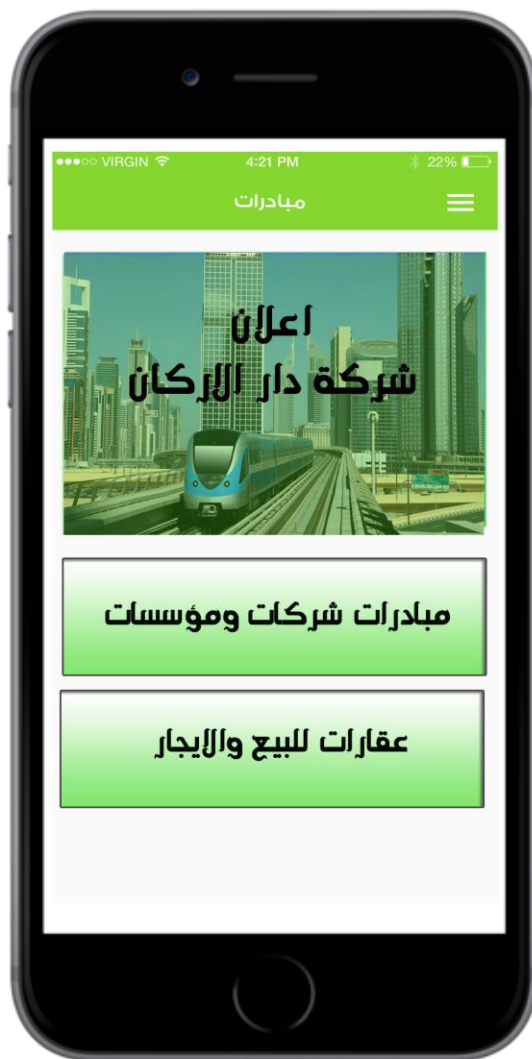 VIRGIN 4:21 PM 22%
مبادرات
اعلان
شركة دار الاركان
مبادرات شركات ومؤسسات
عقارات للبيع والايجار